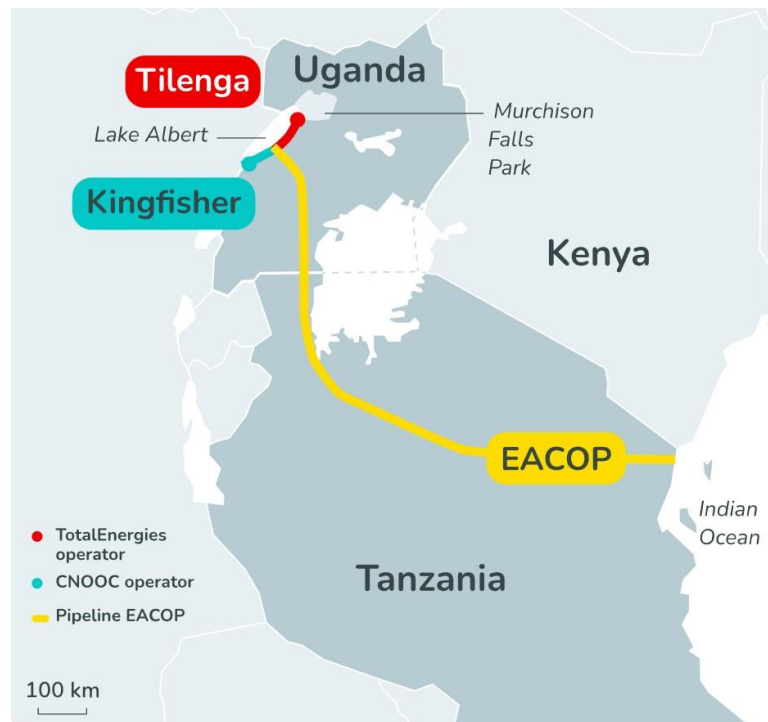 Tilenga
Uganda
Lake Albert
Murchison
Falls
Park
Kingfisher
Kenya
EACOP
Indian
Ocean
TotalEnergies
operator
CNOOC operator
Tanzania
Pipeline EACOP
100 km